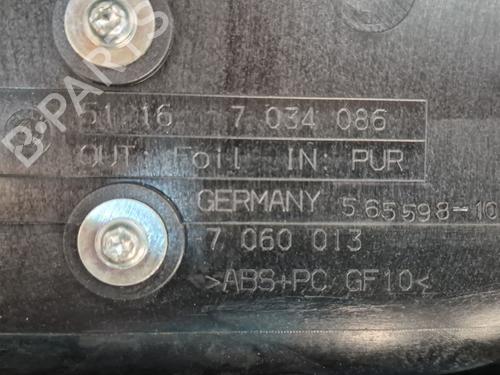 B-PARTS
51 16 7 034 086
OUT: Foil IN: PUR
GERMANY 565598-10
7 060 013
>ABS+PC GF10<